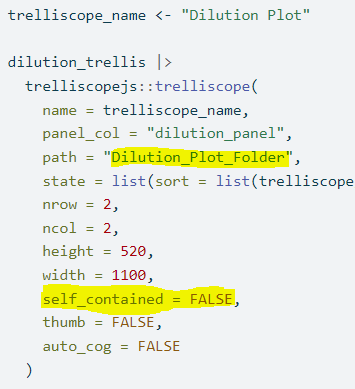 trelliscope_name <- "Dilution Plot"
dilution_trellis |>
trelliscopejs::trelliscope(
name = trelliscope_name,
panel_col = "dilution_panel",
path = "Dilution_Plot_Folder",
state = list(sort = list(trelliscope
nrow = 2,
ncol = 2,
height = 520,
width = 1100,
self_contained = FALSE,
thumb = FALSE,
auto_cog = FALSE
)